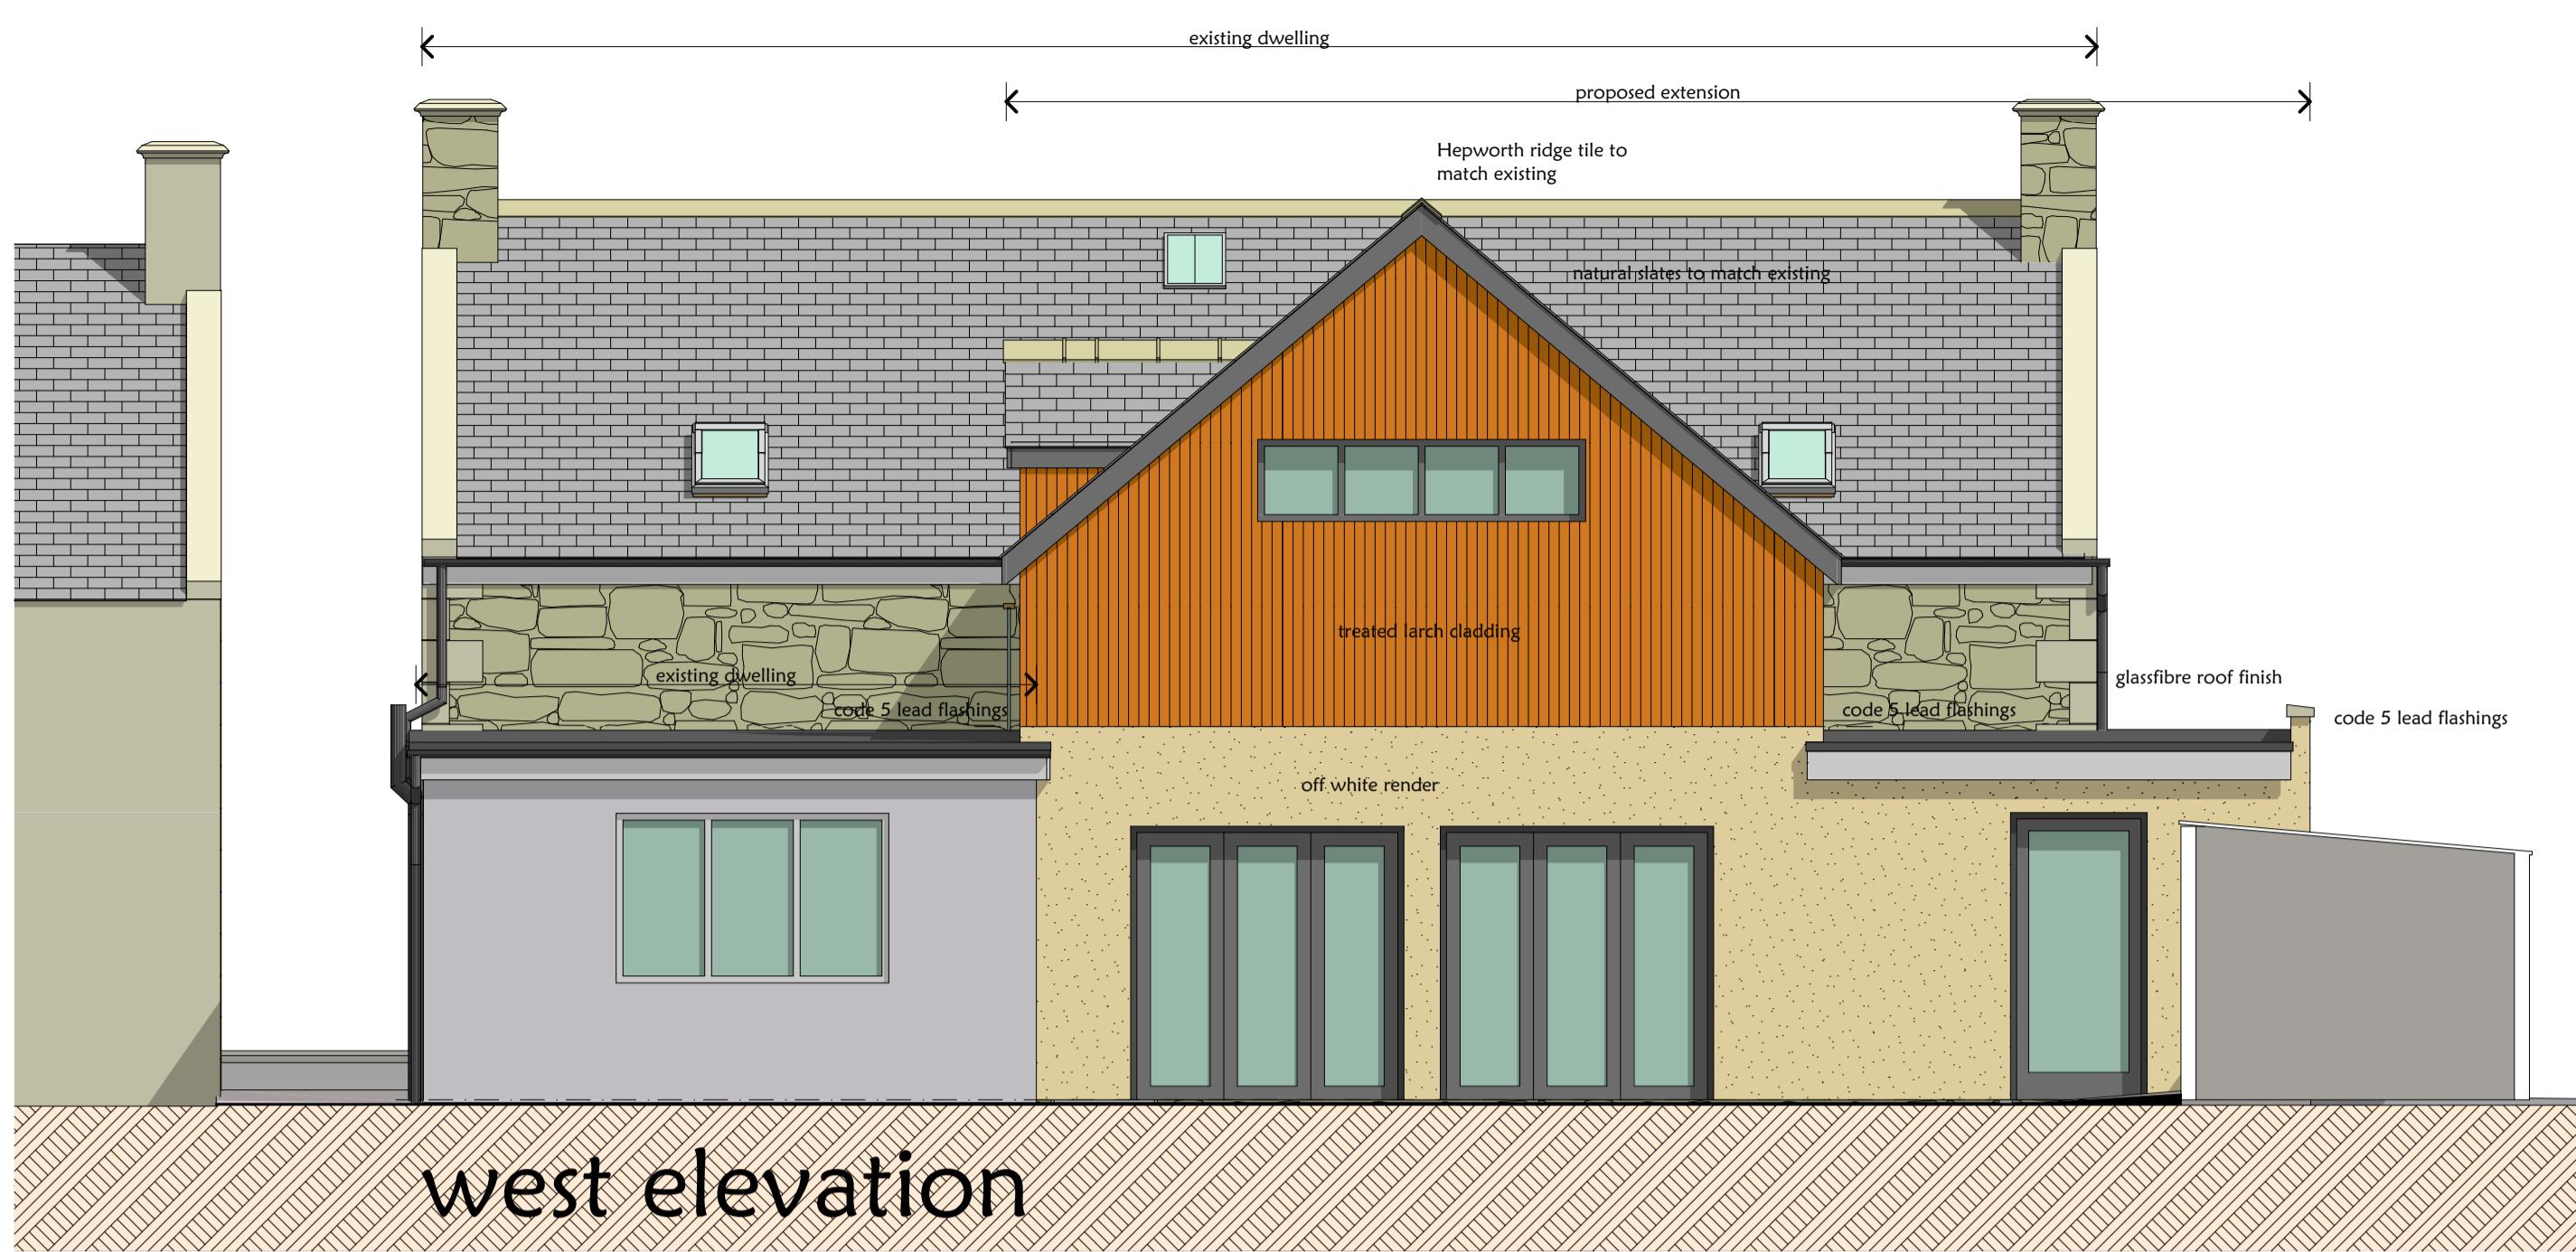 existing dwelling
proposed extension
Hepworth ridge tile to
match existing
natural slates to match existing
treated larch cladding
existing dwelling
glassfibre roof finish
code 5 lead flashings
code 5 lead flashings
code 5 lead flashings
off white render
west elevation